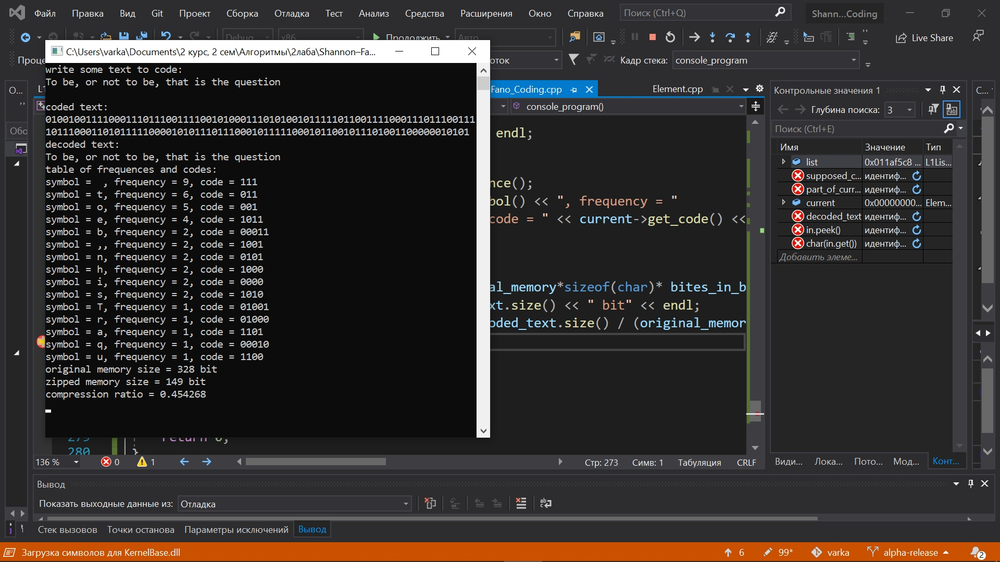 Файл Правка Вид Git Проект Сборка Отладка Тест Анализ Средства Расширения Окно Справка Поиск (Ctrl+Q) Shann...Coding
Debug x86 Продолжить Авто Live Share
Проце
оток Кадр стека: console_program
C:\Users\varka\Documents\2 курс, 2 сем\Алгоритмы\2лаба\Shannon–Fa...
write some text to code:
To be, or not to be, that is the question
coded text:
decoded text:
To be, or not to be, that is the question
table of frequences and codes:
symbol =  , frequency = 9, code = 111
symbol = t, frequency = 6, code = 011
symbol = o, frequency = 5, code = 001
symbol = e, frequency = 4, code = 1011
symbol = b, frequency = 2, code = 00011
symbol = ,, frequency = 2, code = 1001
symbol = n, frequency = 2, code = 0101
symbol = h, frequency = 2, code = 1000
symbol = i, frequency = 2, code = 0000
symbol = s, frequency = 2, code = 1010
symbol = T, frequency = 1, code = 01001
symbol = r, frequency = 1, code = 01000
symbol = a, frequency = 1, code = 1101
symbol = q, frequency = 1, code = 00010
symbol = u, frequency = 1, code = 1100
original memory size = 328 bit
zipped memory size = 149 bit
compression ratio = 0.454268
О...
Обо
L1
Fano_Coding.cpp Element.cpp
console_program()
endl;
nce();
bol() << ", frequency = "
code = " << current->get_code() <<
al_memory*sizeof(char)* bites_in_b
xt.size() << " bit" << endl;
oded_text.size() / (original_memor
279 return 0;
280 }
136 % 0 1 Стр: 273 Симв: 1 Табуляция CRLF
Контрольные значения 1
Глубина поиска: 3
Поиск (Ctrl+E)
Имя Значение Тип
list 0x011af5c8 ... L1Lis...
supposed_c... идентиф...
part_of_curr... идентиф...
current 0x00000000... Elem...
decoded_text идентиф...
in.peek() идентиф...
char(in.get()) идентиф...
Добавить элеме...
Види... Лока... Пото... Мод... Конт...
С...
Вывод
Показать выходные данные из: Отладка
Стек вызовов Точки останова Параметры исключений Вывод
Загрузка символов для KernelBase.dll 6 99* varka alpha-release 2